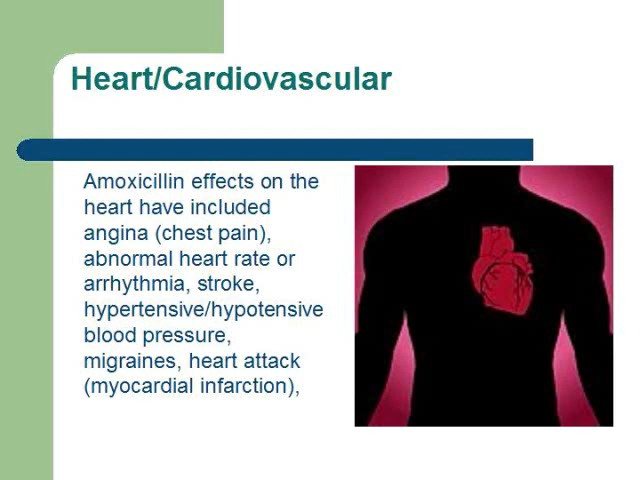 Heart/Cardiovascular
Amoxicillin effects on the
heart have included
angina (chest pain),
abnormal heart rate or
arrhythmia, stroke,
hypertensive/hypotensive
blood pressure,
migraines, heart attack
(myocardial infarction),